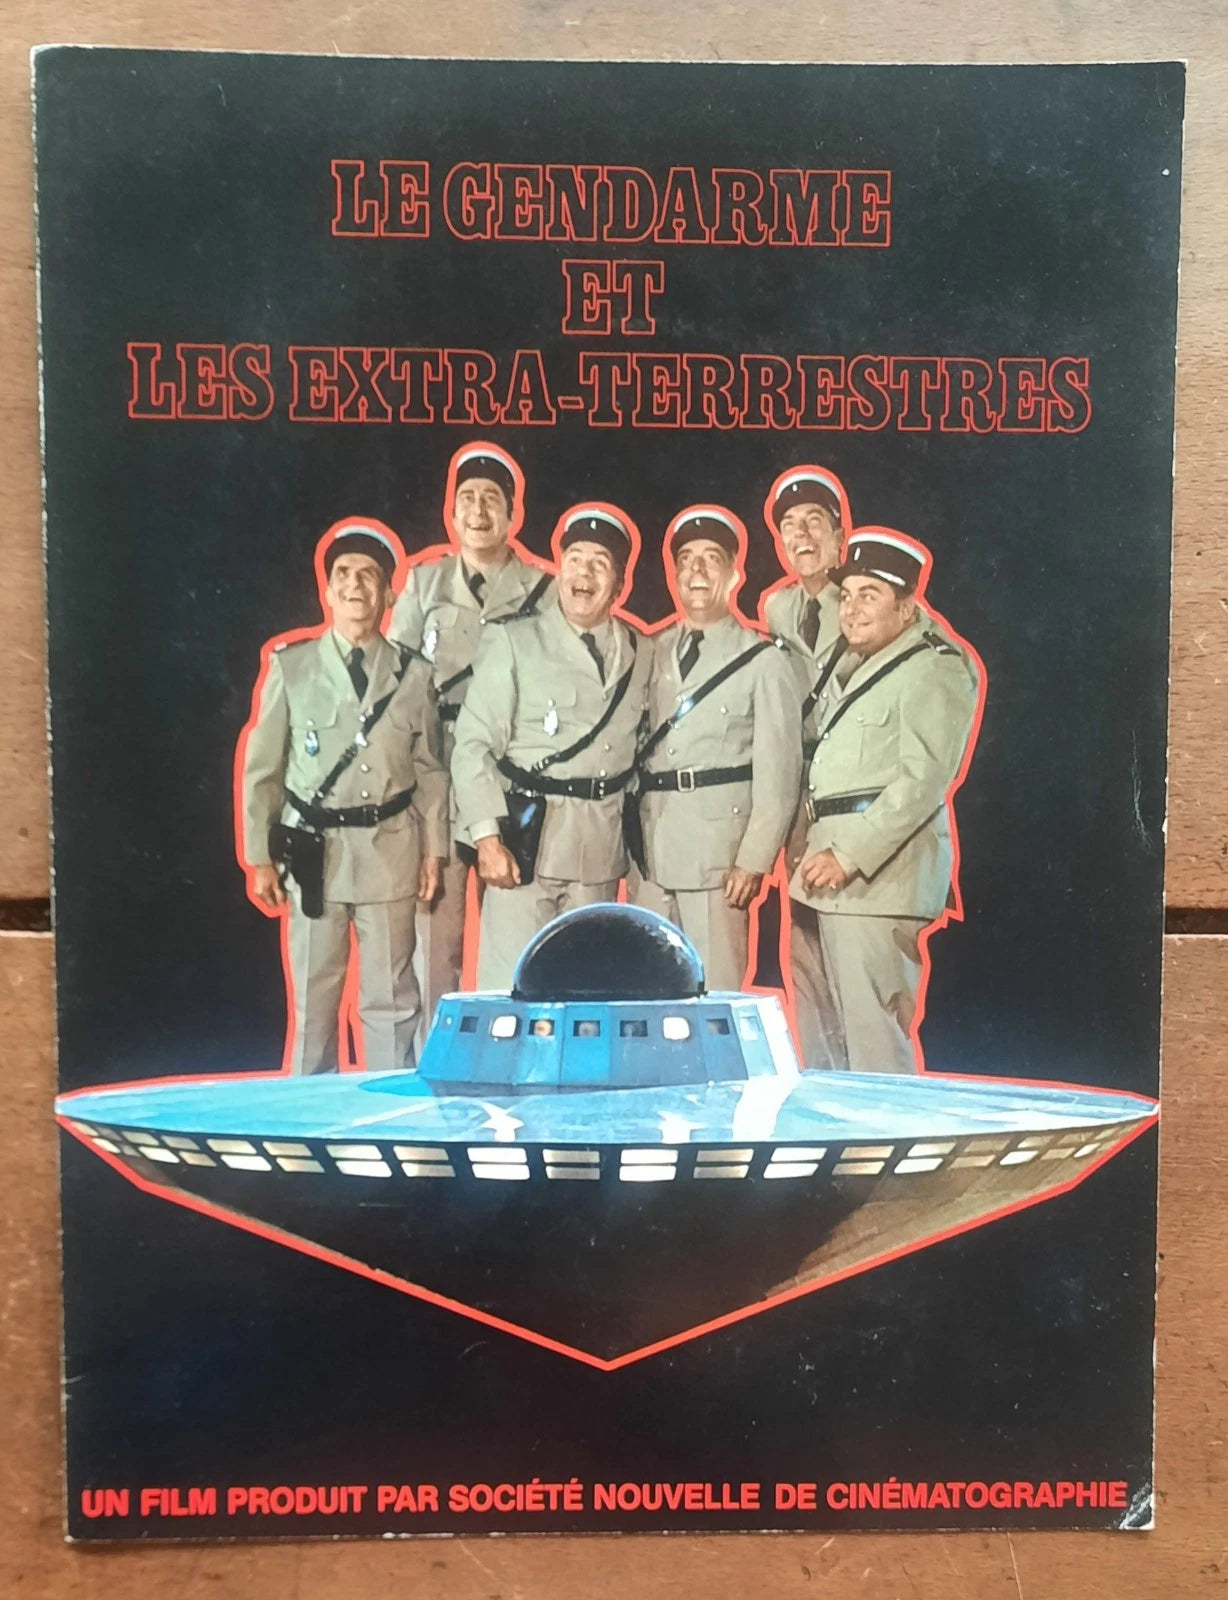 LE GENDARME
ET
LES EXTRA-TERRESTRES
UN FILM PRODUIT PAR SOCIÉTÉ NOUVELLE DE CINÉMATOGRAPHIE